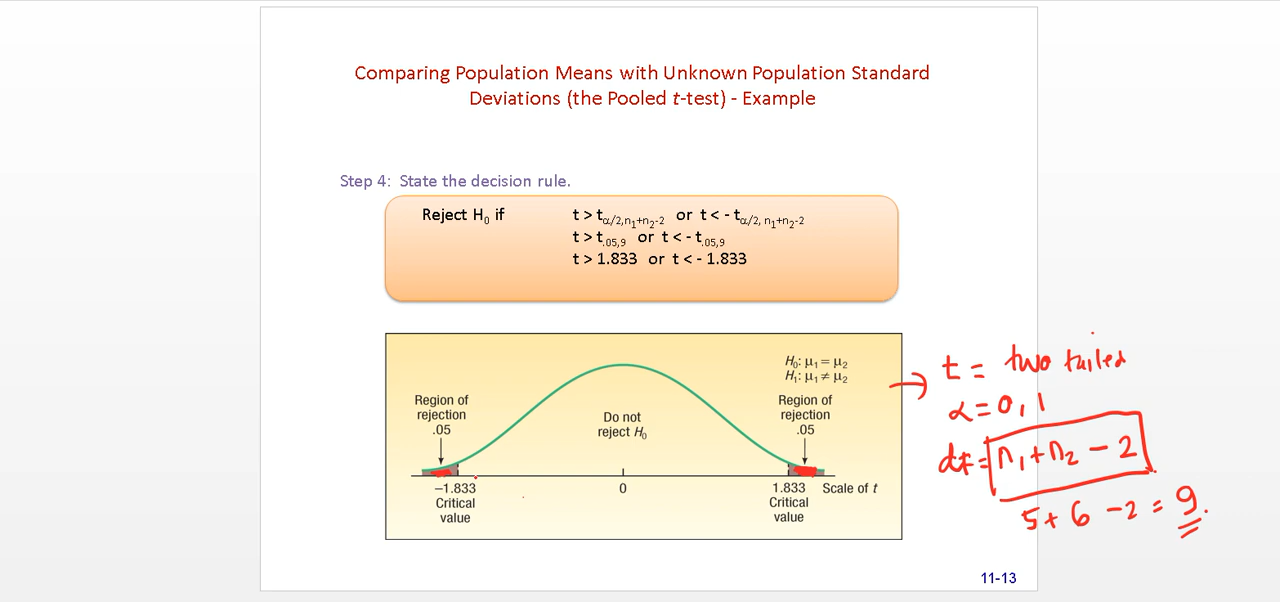 Comparing Population Means with Unknown Population Standard
Deviations (the Pooled t-test) - Example
Step 4: State the decision rule.
Reject H0 if t > tα/2,n1+n2-2 or t < - tα/2, n1+n2-2
t > t.05,9 or t < - t.05,9
t > 1.833 or t < - 1.833
H0: μ1 = μ2
H1: μ1 ≠ μ2
Region of
rejection
.05
Do not
reject H0
Region of
rejection
.05
−1.833
Critical
value
0
1.833
Critical
value
Scale of t
→ t = two tailed
α = 0,1
df = n1 + n2 − 2
5 + 6 − 2 = 9.
11-13